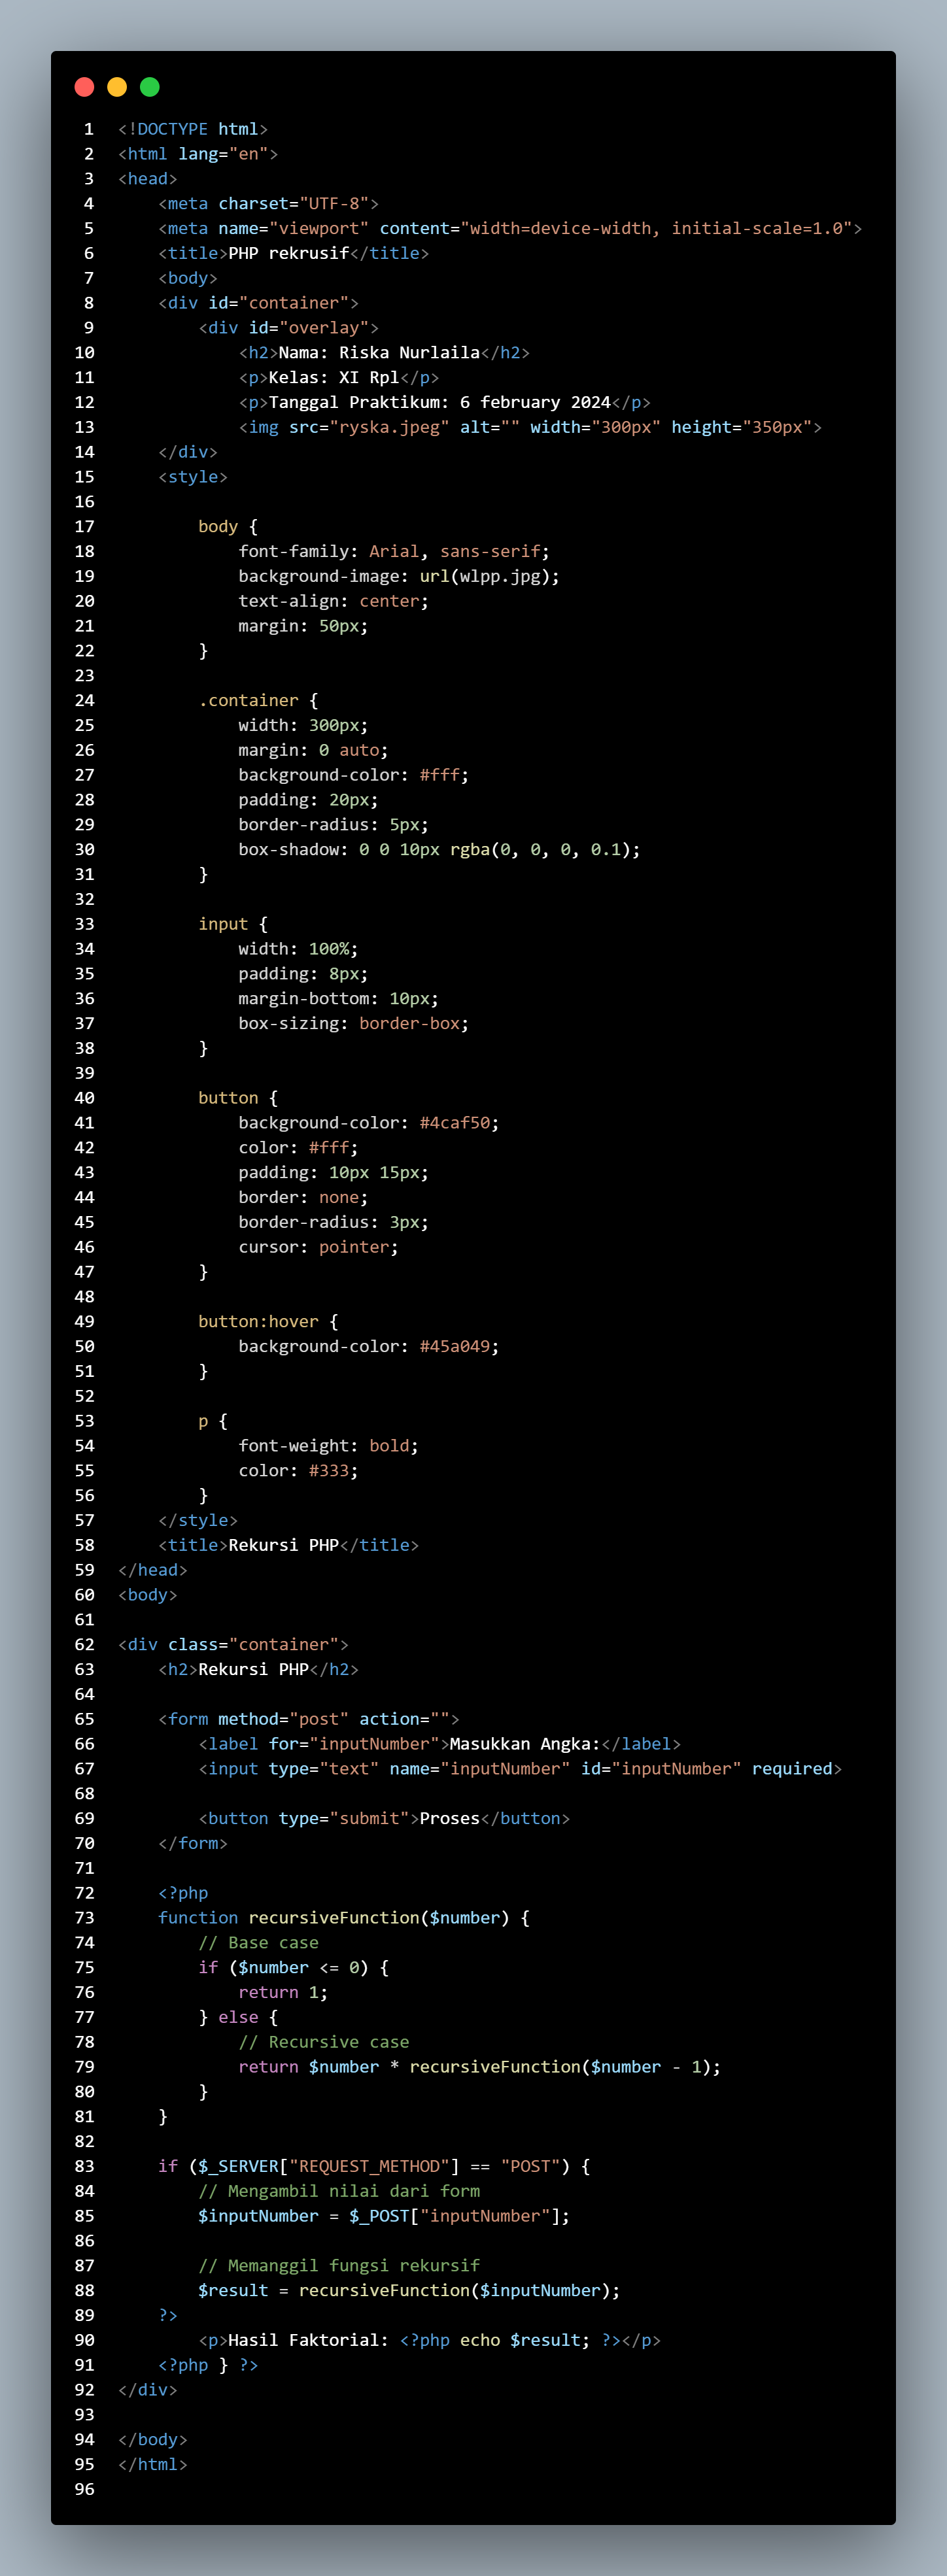 1 <!DOCTYPE html>
2 <html lang="en">
3 <head>
4     <meta charset="UTF-8">
5     <meta name="viewport" content="width=device-width, initial-scale=1.0">
6     <title>PHP rekrusif</title>
7     <body>
8     <div id="container">
9         <div id="overlay">
10             <h2>Nama: Riska Nurlaila</h2>
11             <p>Kelas: XI Rpl</p>
12             <p>Tanggal Praktikum: 6 february 2024</p>
13             <img src="ryska.jpeg" alt="" width="300px" height="350px">
14     </div>
15     <style>
16
17         body {
18             font-family: Arial, sans-serif;
19             background-image: url(wlpp.jpg);
20             text-align: center;
21             margin: 50px;
22         }
23
24         .container {
25             width: 300px;
26             margin: 0 auto;
27             background-color: #fff;
28             padding: 20px;
29             border-radius: 5px;
30             box-shadow: 0 0 10px rgba(0, 0, 0, 0.1);
31         }
32
33         input {
34             width: 100%;
35             padding: 8px;
36             margin-bottom: 10px;
37             box-sizing: border-box;
38         }
39
40         button {
41             background-color: #4caf50;
42             color: #fff;
43             padding: 10px 15px;
44             border: none;
45             border-radius: 3px;
46             cursor: pointer;
47         }
48
49         button:hover {
50             background-color: #45a049;
51         }
52
53         p {
54             font-weight: bold;
55             color: #333;
56         }
57     </style>
58     <title>Rekursi PHP</title>
59 </head>
60 <body>
61
62 <div class="container">
63     <h2>Rekursi PHP</h2>
64
65     <form method="post" action="">
66         <label for="inputNumber">Masukkan Angka:</label>
67         <input type="text" name="inputNumber" id="inputNumber" required>
68
69         <button type="submit">Proses</button>
70     </form>
71
72     <?php
73     function recursiveFunction($number) {
74         // Base case
75         if ($number <= 0) {
76             return 1;
77         } else {
78             // Recursive case
79             return $number * recursiveFunction($number - 1);
80         }
81     }
82
83     if ($_SERVER["REQUEST_METHOD"] == "POST") {
84         // Mengambil nilai dari form
85         $inputNumber = $_POST["inputNumber"];
86
87         // Memanggil fungsi rekursif
88         $result = recursiveFunction($inputNumber);
89     ?>
90         <p>Hasil Faktorial: <?php echo $result; ?></p>
91     <?php } ?>
92 </div>
93
94 </body>
95 </html>
96